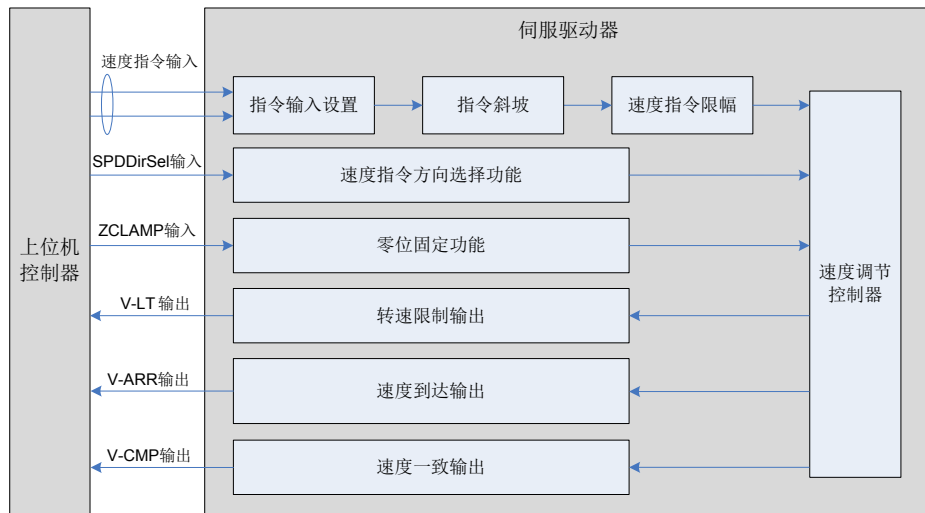 伺服驱动器
速度指令输入
指令输入设置
指令斜坡
速度指令限幅
SPDDirSel输入
速度指令方向选择功能
ZCLAMP输入
零位固定功能
上位机
控制器
速度调节
控制器
V-LT 输出
转速限制输出
V-ARR输出
速度到达输出
V-CMP输出
速度一致输出